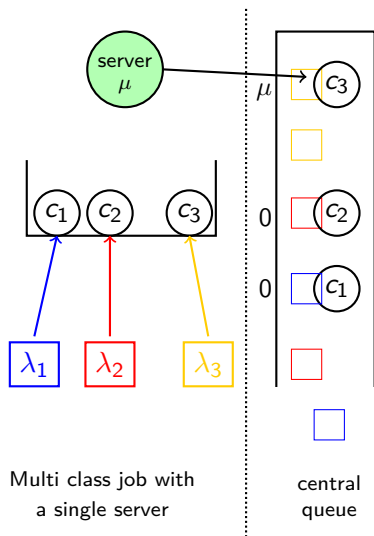 server
μ
μ
c₃
c₁
c₂
c₃
0
c₂
0
c₁
λ₁
λ₂
λ₃
Multi class job with
a single server
central
queue